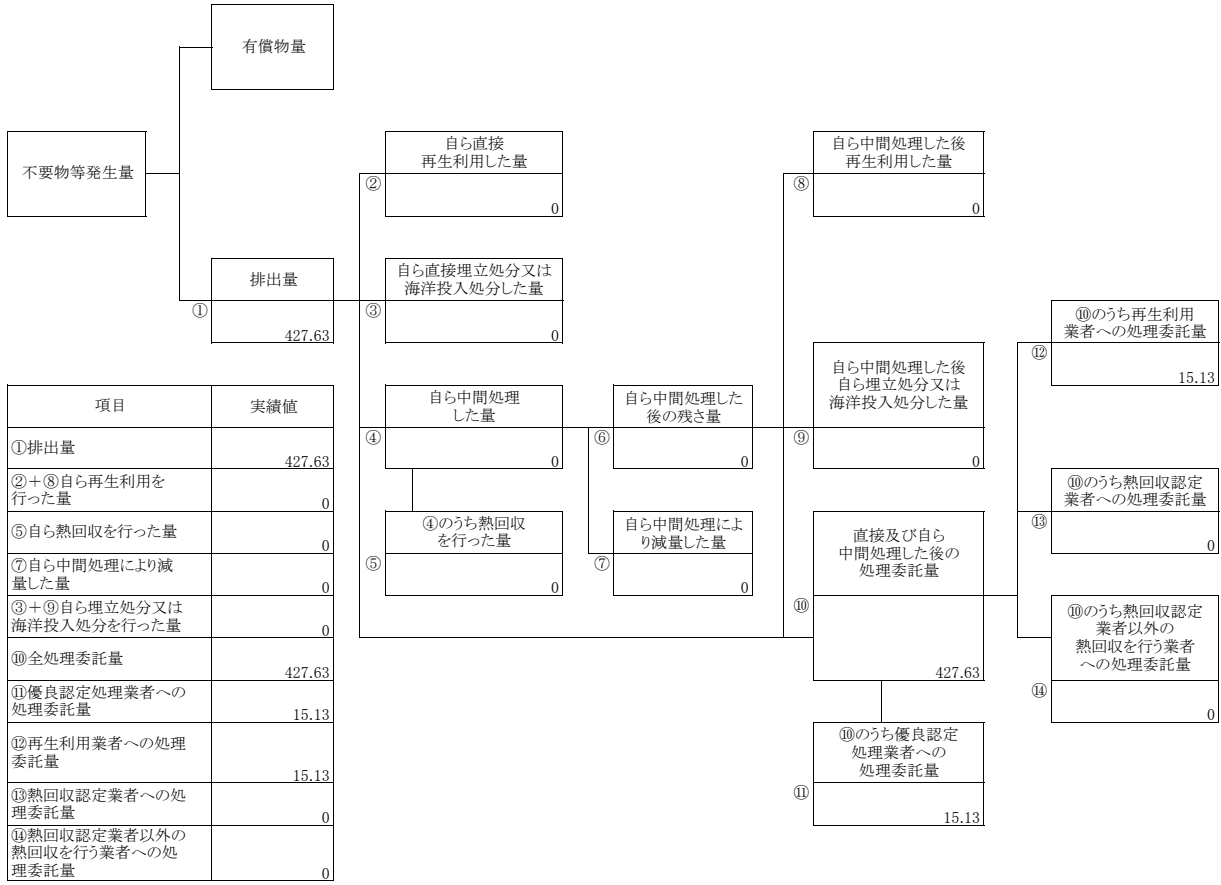 有償物量
不要物等発生量
自ら直接
再生利用した量
②
0
自ら中間処理した後
再生利用した量
⑧
0
排出量
①
427.63
自ら直接埋立処分又は
海洋投入処分した量
③
0
⑩のうち再生利用
業者への処理委託量
⑫
15.13
自ら中間処理
した量
④
0
自ら中間処理した
後の残さ量
⑥
0
自ら中間処理した後
自ら埋立処分又は
海洋投入処分した量
⑨
0
⑩のうち熱回収認定
業者への処理委託量
⑬
0
④のうち熱回収
を行った量
⑤
0
自ら中間処理によ
り減量した量
⑦
0
直接及び自ら
中間処理した後の
処理委託量
⑩
427.63
⑩のうち熱回収認定
業者以外の
熱回収を行う業者
への処理委託量
⑭
0
⑩のうち優良認定
処理業者への
処理委託量
⑪
15.13
項目 実績値
①排出量
427.63
②+⑧自ら再生利用を
行った量
0
⑤自ら熱回収を行った量
0
⑦自ら中間処理により減
量した量
0
③+⑨自ら埋立処分又は
海洋投入処分を行った量
0
⑩全処理委託量
427.63
⑪優良認定処理業者への
処理委託量
15.13
⑫再生利用業者への処理
委託量
15.13
⑬熱回収認定業者への処
理委託量
0
⑭熱回収認定業者以外の
熱回収を行う業者への処
理委託量
0